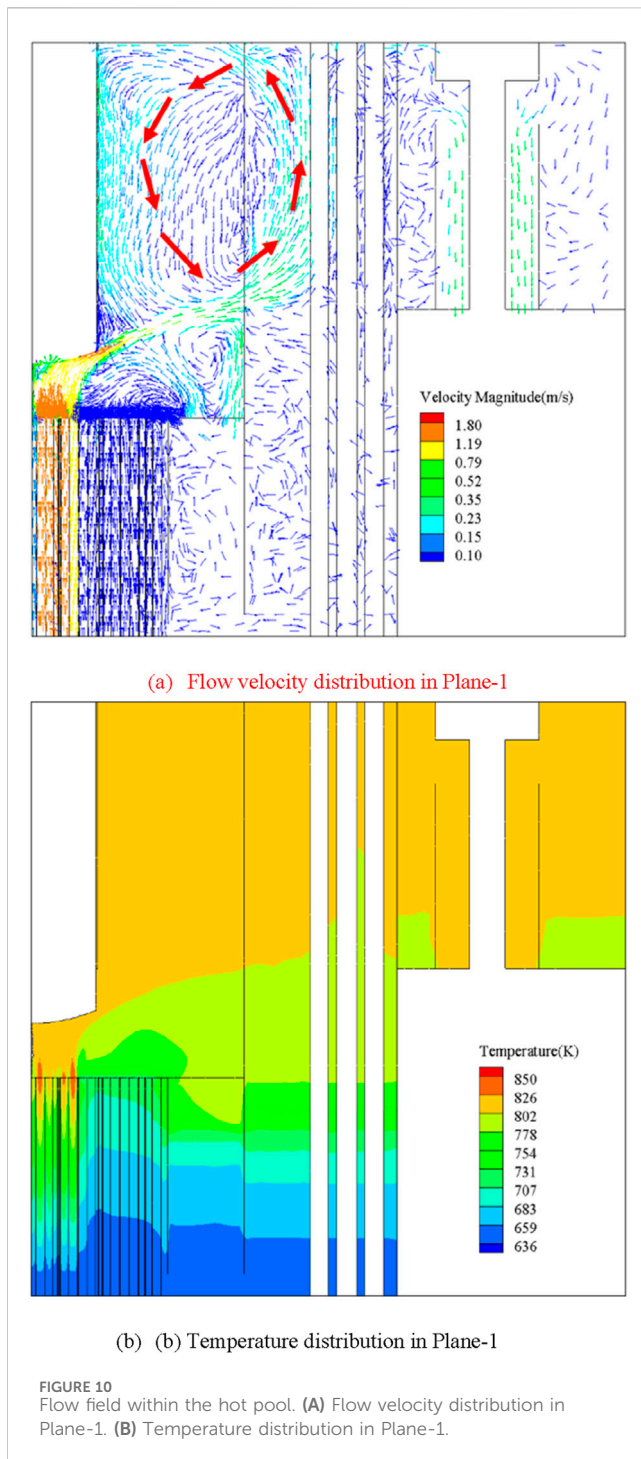 Velocity Magnitude(m/s)
1.80
1.19
0.79
0.52
0.35
0.23
0.15
0.10
(a) Flow velocity distribution in Plane-1
Temperature(K)
850
826
802
778
754
731
707
683
659
636
(b) (b) Temperature distribution in Plane-1
FIGURE 10
Flow field within the hot pool. (A) Flow velocity distribution in
Plane-1. (B) Temperature distribution in Plane-1.